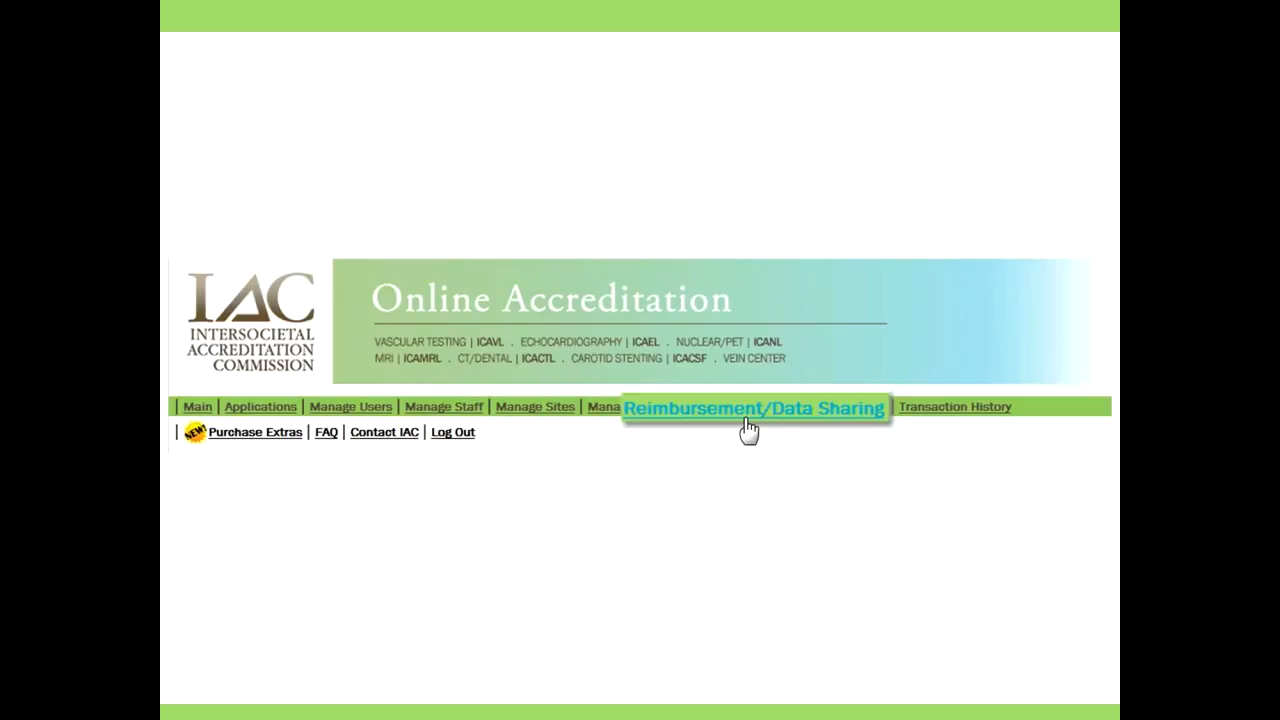 IAC
INTERSOCIETAL
ACCREDITATION
COMMISSION
Online Accreditation
VASCULAR TESTING | ICAVL . ECHOCARDIOGRAPHY | ICAEL . NUCLEAR/PET | ICANL
MRI | ICAMRL . CT/DENTAL | ICACTL . CAROTID STENTING | ICACSF . VEIN CENTER
| Main | Applications | Manage Users | Manage Staff | Manage Sites | Mana Reimbursement/Data Sharing | Transaction History
| NEW! Purchase Extras | FAQ | Contact IAC | Log Out